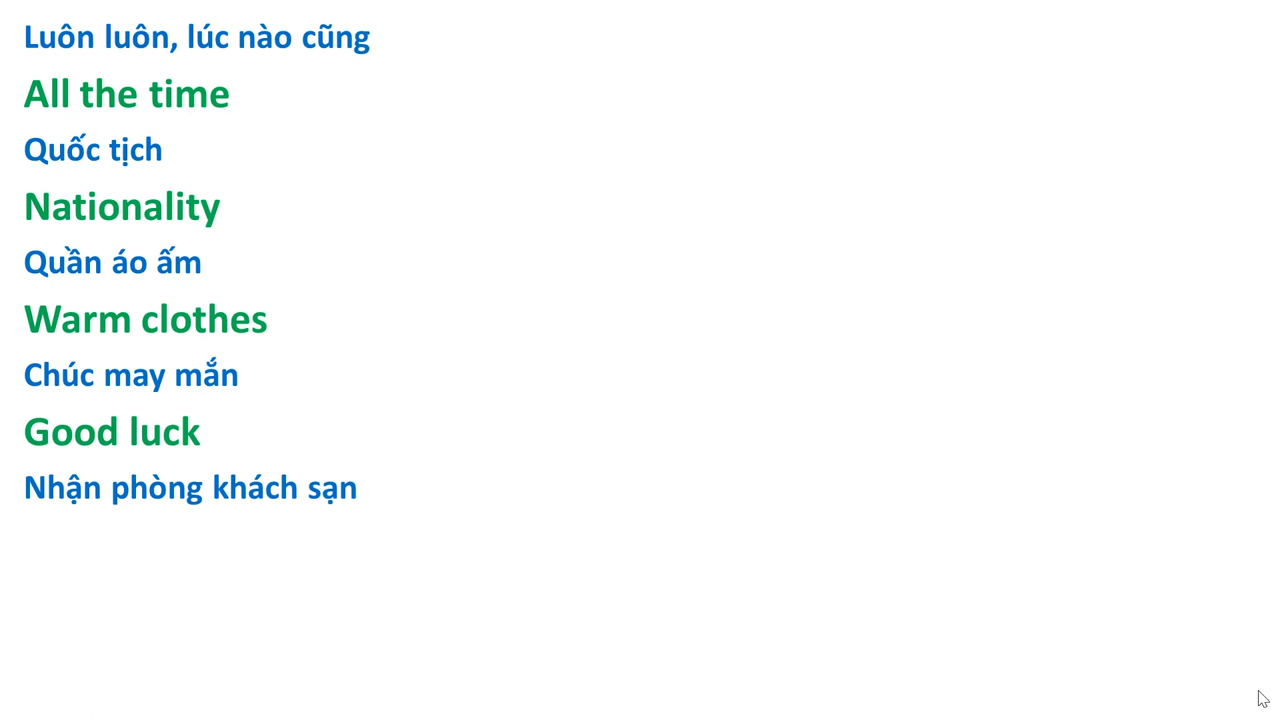 Luôn luôn, lúc nào cũng
All the time
Quốc tịch
Nationality
Quần áo ấm
Warm clothes
Chúc may mắn
Good luck
Nhận phòng khách sạn